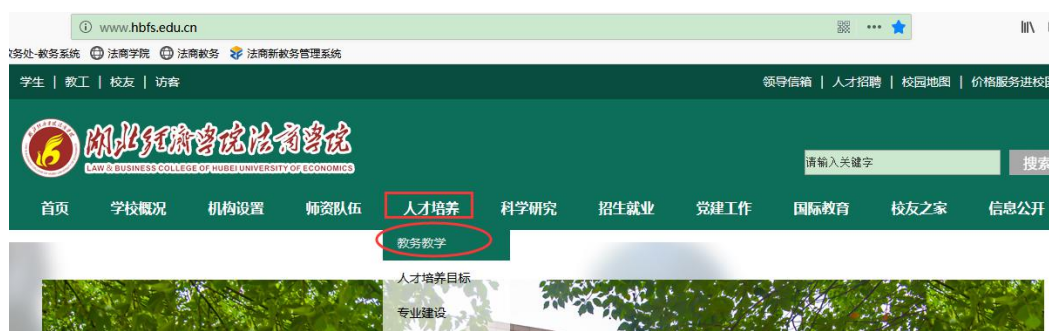 www.hbfs.edu.cn
务处-教务系统 法商学院 法商教务 法商新教务管理系统
学生 | 教工 | 校友 | 访客 领导信箱 | 人才招聘 | 校园地图 | 价格服务进校园
湖北经济学院法商学院
LAW & BUSINESS COLLEGE OF HUBEI UNIVERSITY OF ECONOMICS
请输入关键字 搜索
首页 学校概况 机构设置 师资队伍 人才培养 科学研究 招生就业 党建工作 国际教育 校友之家 信息公开
教务教学
人才培养目标
专业建设